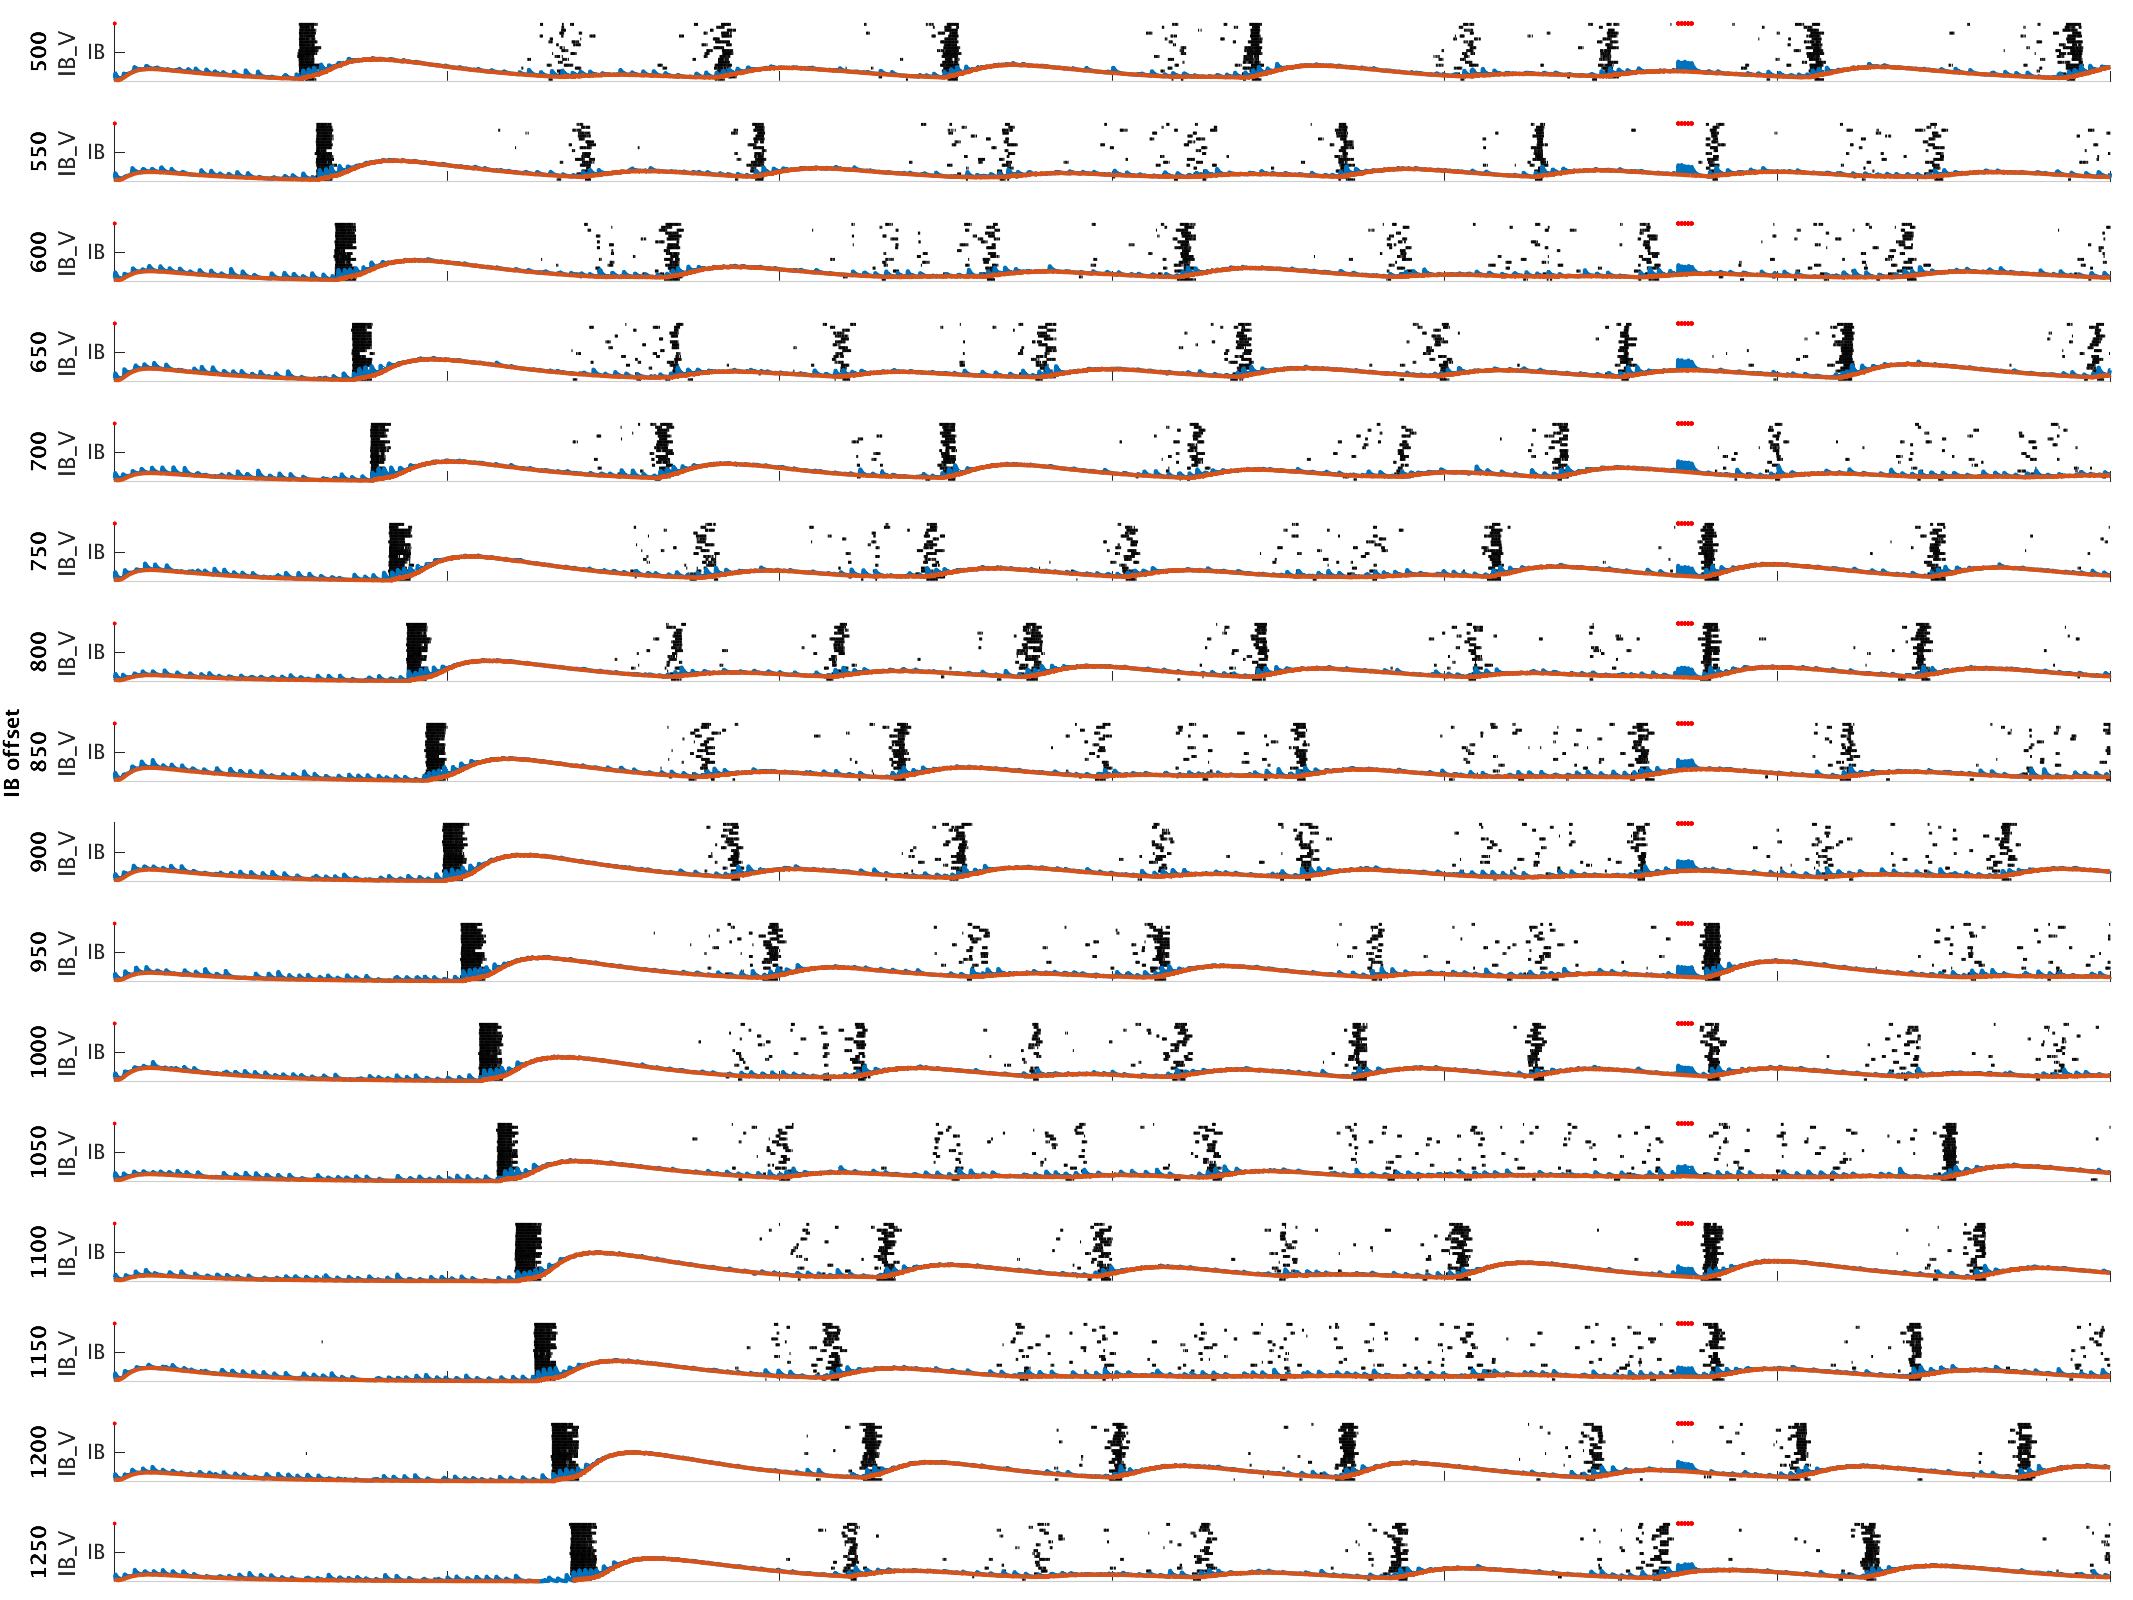 500 IB_V IB
550 IB_V IB
600 IB_V IB
650 IB_V IB
700 IB_V IB
750 IB_V IB
800 IB_V IB
IB offset
850 IB_V IB
900 IB_V IB
950 IB_V IB
1000 IB_V IB
1050 IB_V IB
1100 IB_V IB
1150 IB_V IB
1200 IB_V IB
1250 IB_V IB